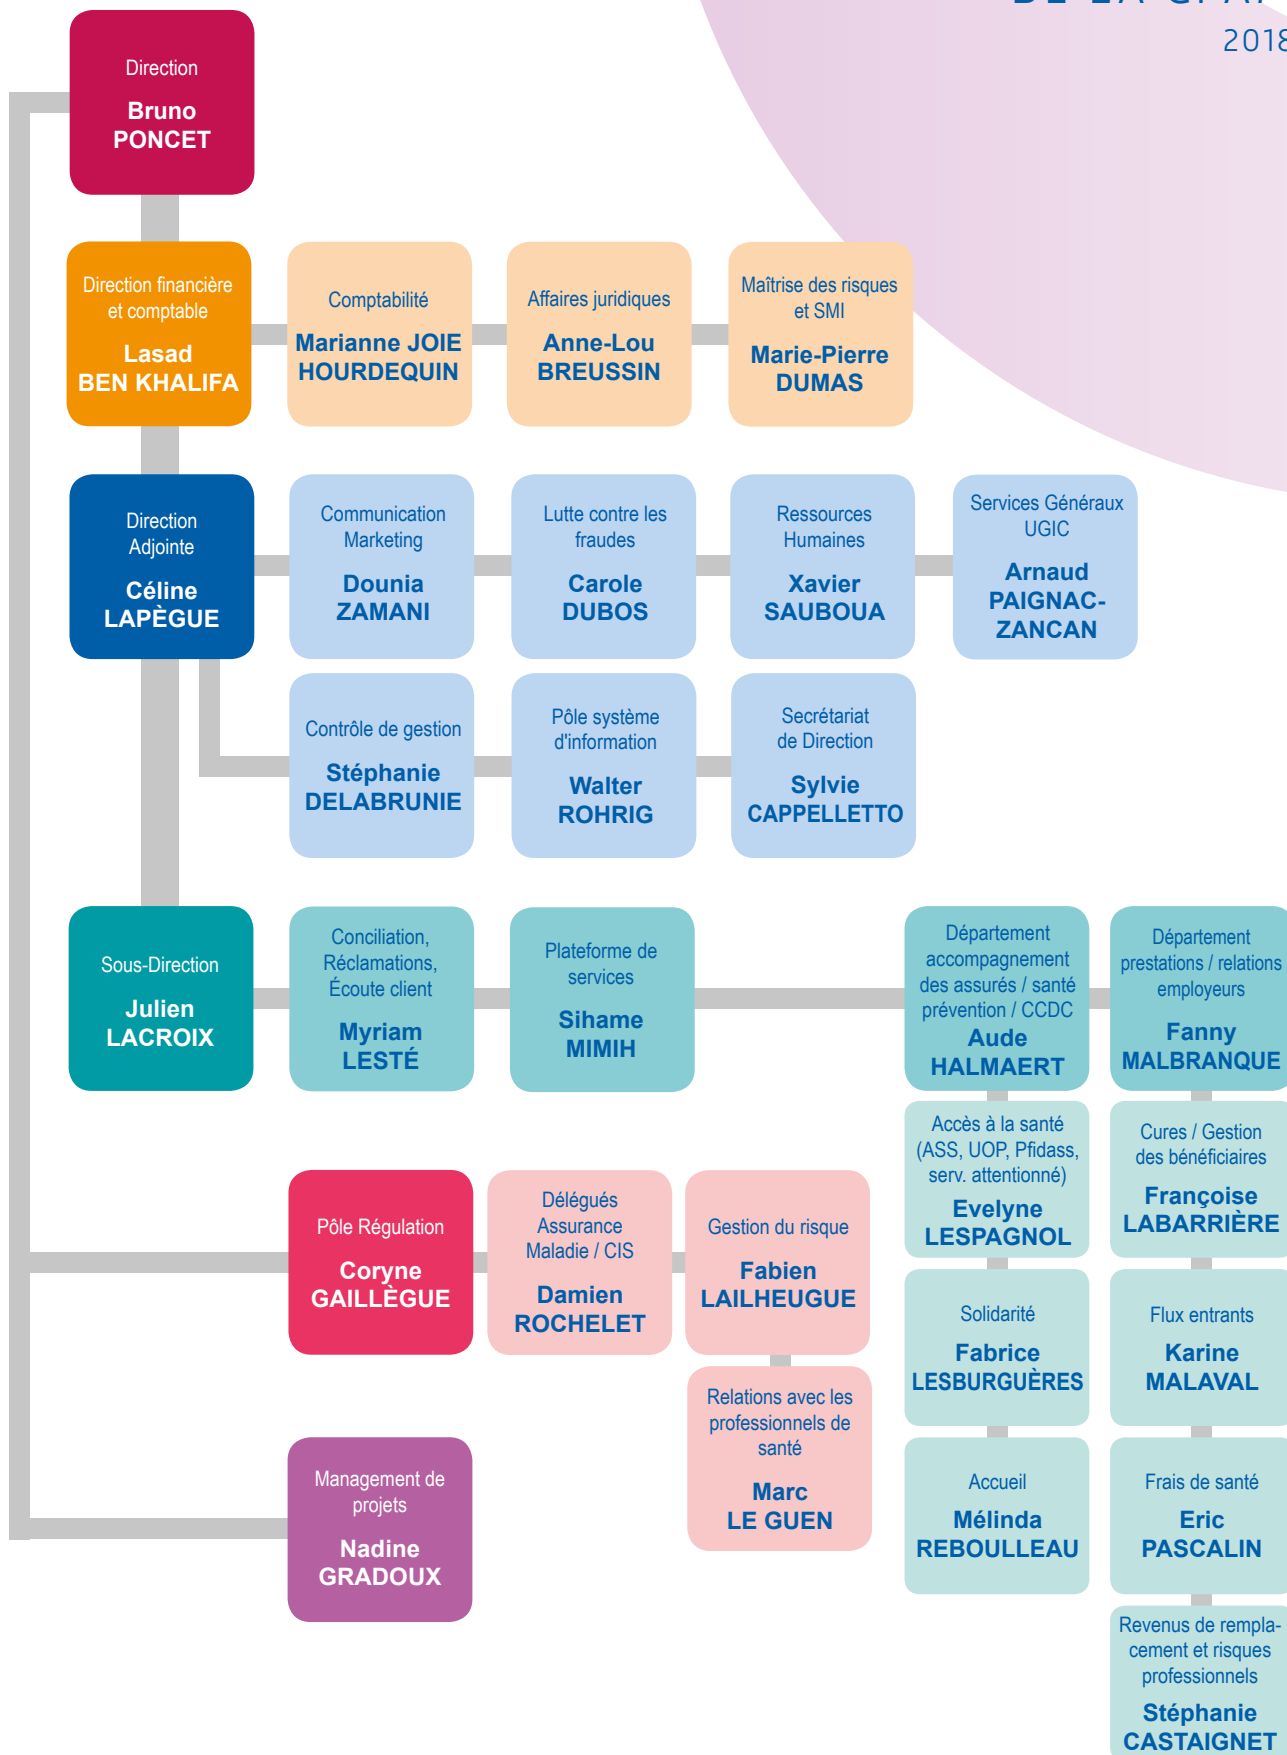 2018
Direction
Bruno
PONCET
Direction financière
et comptable
Lasad
BEN KHALIFA
Comptabilité
Marianne JOIE
HOURDEQUIN
Affaires juridiques
Anne-Lou
BREUSSIN
Maîtrise des risques
et SMI
Marie-Pierre
DUMAS
Direction
Adjointe
Céline
LAPÈGUE
Communication
Marketing
Dounia
ZAMANI
Lutte contre les
fraudes
Carole
DUBOS
Ressources
Humaines
Xavier
SAUBOUA
Services Généraux
UGIC
Arnaud
PAIGNAC-
ZANCAN
Contrôle de gestion
Stéphanie
DELABRUNIE
Pôle système
d'information
Walter
ROHRIG
Secrétariat
de Direction
Sylvie
CAPPELLETTO
Sous-Direction
Julien
LACROIX
Conciliation,
Réclamations,
Écoute client
Myriam
LESTÉ
Plateforme de
services
Sihame
MIMIH
Département
accompagnement
des assurés / santé
prévention / CCDC
Aude
HALMAERT
Département
prestations / relations
employeurs
Fanny
MALBRANQUE
Accès à la santé
(ASS, UOP, Pfidass,
serv. attentionné)
Evelyne
LESPAGNOL
Cures / Gestion
des bénéficiaires
Françoise
LABARRIÈRE
Pôle Régulation
Coryne
GAILLÈGUE
Délégués
Assurance
Maladie / CIS
Damien
ROCHELET
Gestion du risque
Fabien
LAILHEUGUE
Solidarité
Fabrice
LESBURGUÈRES
Flux entrants
Karine
MALAVAL
Relations avec les
professionnels de
santé
Marc
LE GUEN
Management de
projets
Nadine
GRADOUX
Accueil
Mélinda
REBOULLEAU
Frais de santé
Eric
PASCALIN
Revenus de rempla-
cement et risques
professionnels
Stéphanie
CASTAIGNET